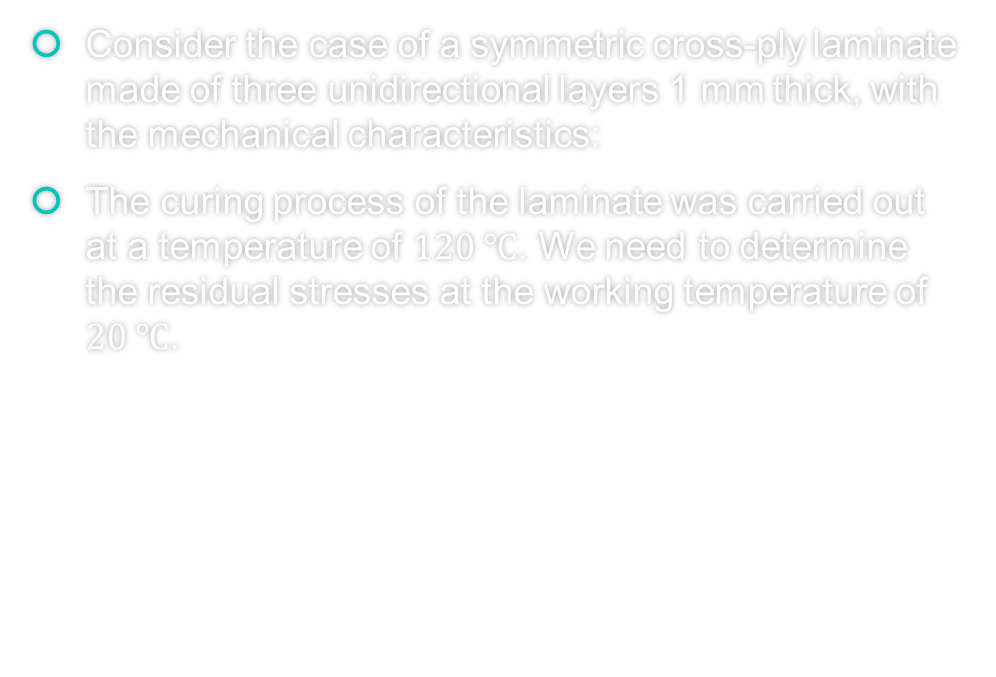 Consider the case of a symmetric cross-ply laminate
made of three unidirectional layers 1 mm thick, with
the mechanical characteristics:
The curing process of the laminate was carried out
at a temperature of 120 ℃. We need to determine
the residual stresses at the working temperature of
20 ℃.